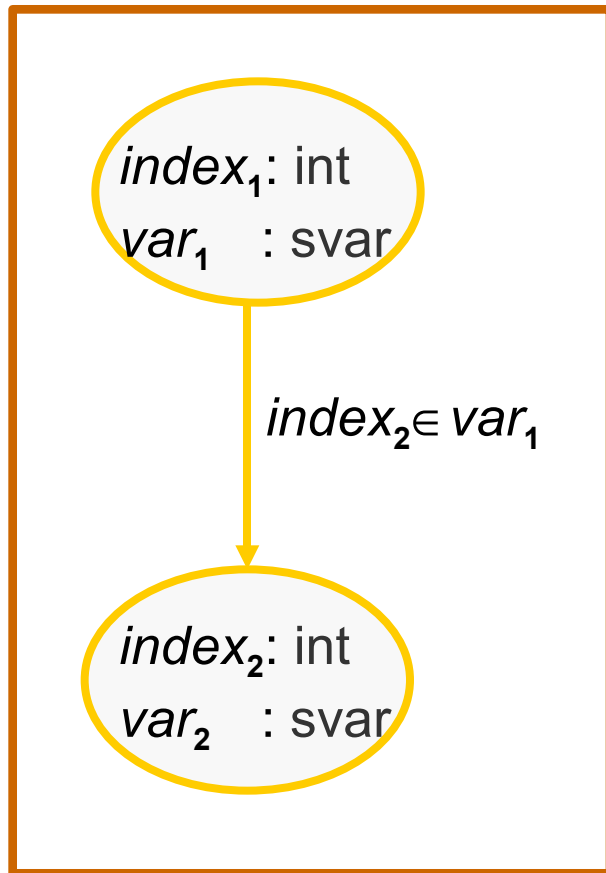 index₁: int
var₁ : svar
index₂∈ var₁
index₂: int
var₂ : svar